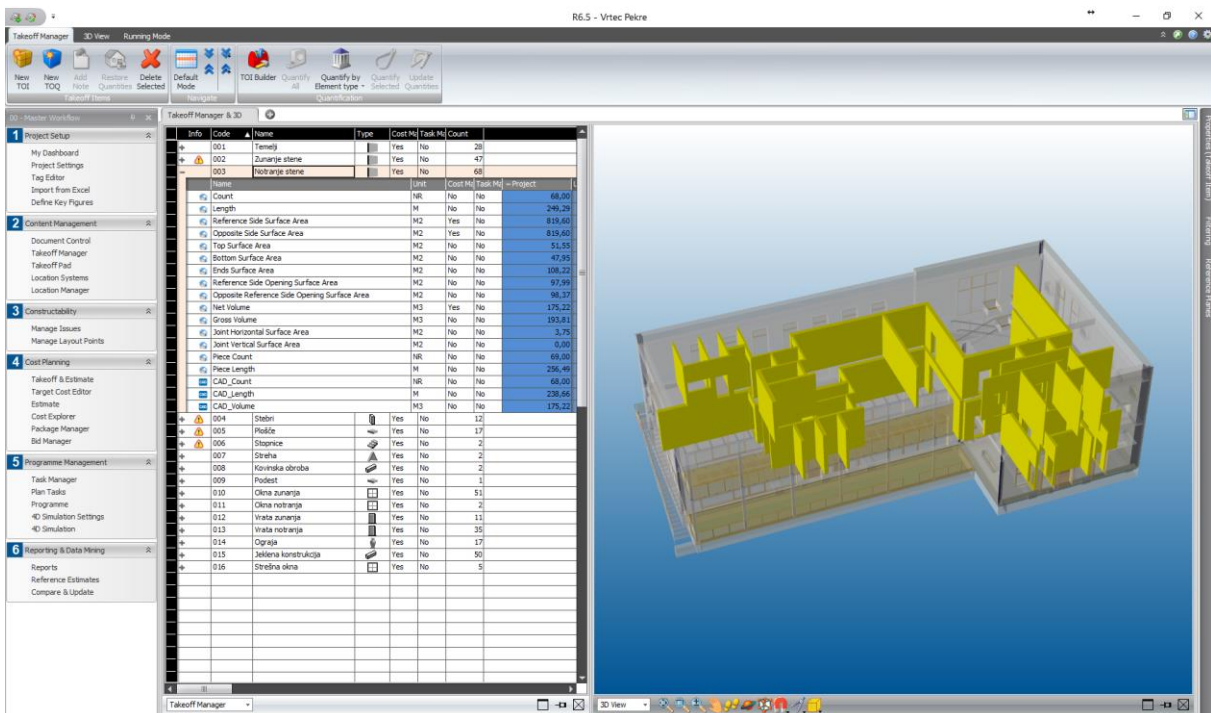 R6.5 - Vrtec Pekre
Takeoff Manager 3D View Running Mode
New TOI New TOQ Add Note Restore Quantities Delete Selected Default Mode TOI Builder Quantify All Quantify by Element type Quantify Selected Update Quantities
Takeoff Items Navigate Quantification
00 - Master Workflow
Takeoff Manager & 3D
1 Project Setup
My Dashboard
Project Settings
Tag Editor
Import from Excel
Define Key Figures
2 Content Management
Document Control
Takeoff Manager
Takeoff Pad
Location Systems
Location Manager
3 Constructability
Manage Issues
Manage Layout Points
4 Cost Planning
Takeoff & Estimate
Target Cost Editor
Estimate
Cost Explorer
Package Manager
Bid Manager
5 Programme Management
Task Manager
Plan Tasks
Programme
4D Simulation Settings
4D Simulation
6 Reporting & Data Mining
Reports
Reference Estimates
Compare & Update
Info Code Name Type Cost Ma Task Ma Count
001 Temelji Yes No 28
002 Zunanje stene Yes No 47
003 Notranje stene Yes No 68
Name Unit Cost Ma Task Ma Project
Count NR No No 68,00
Length M No No 249,29
Reference Side Surface Area M2 Yes No 819,60
Opposite Side Surface Area M2 Yes No 819,60
Top Surface Area M2 No No 51,55
Bottom Surface Area M2 No No 47,95
Ends Surface Area M2 No No 108,22
Reference Side Opening Surface Area M2 No No 97,99
Opposite Reference Side Opening Surface Area M2 No No 98,37
Net Volume M3 Yes No 175,22
Gross Volume M3 No No 193,81
Joint Horizontal Surface Area M2 No No 3,75
Joint Vertical Surface Area M2 No No 0,00
Piece Count NR No No 69,00
Piece Length M No No 256,49
CAD_Count NR No No 68,00
CAD_Length M No No 238,66
CAD_Volume M3 No No 175,22
004 Stebri Yes No 12
005 Plošče Yes No 17
006 Stopnice Yes No 2
007 Streha Yes No 2
008 Kovinska obroba Yes No 2
009 Podest Yes No 1
010 Okna zunanja Yes No 51
011 Okna notranja Yes No 2
012 Vrata zunanja Yes No 11
013 Vrata notranja Yes No 35
014 Ograja Yes No 17
015 Jeklena konstrukcija Yes No 50
016 Strešna okna Yes No 5
Takeoff Manager
3D View
Properties (Takeoff Item)
Filtering
Reference Planes